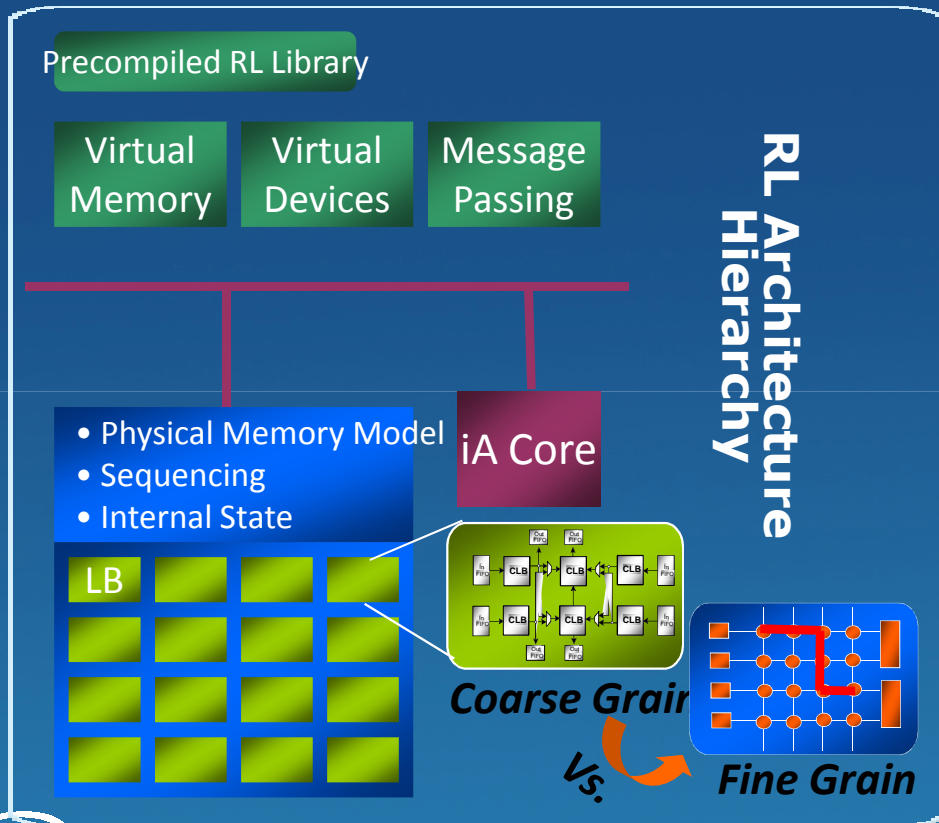 Precompiled RL Library
Virtual
Memory
Virtual
Devices
Message
Passing
RL Architecture
Hierarchy
• Physical Memory Model
• Sequencing
• Internal State
iA Core
LB
Out
FIFO
Out
FIFO
In
FIFO
CLB
CLB
CLB
In
FIFO
In
FIFO
CLB
CLB
CLB
In
FIFO
Out
FIFO
Out
FIFO
Coarse Grain
Vs.
Fine Grain